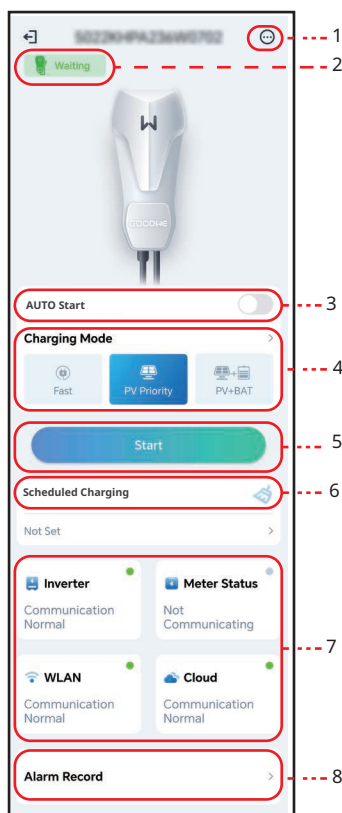 1
Waiting
2
GOODWE
AUTO Start
3
Charging Mode
Fast
PV Priority
PV+BAT
4
Start
5
Scheduled Charging
6
Not Set
Inverter
Communication
Normal
Meter Status
Not
Communicating
7
WLAN
Communication
Normal
Cloud
Communication
Normal
Alarm Record
8